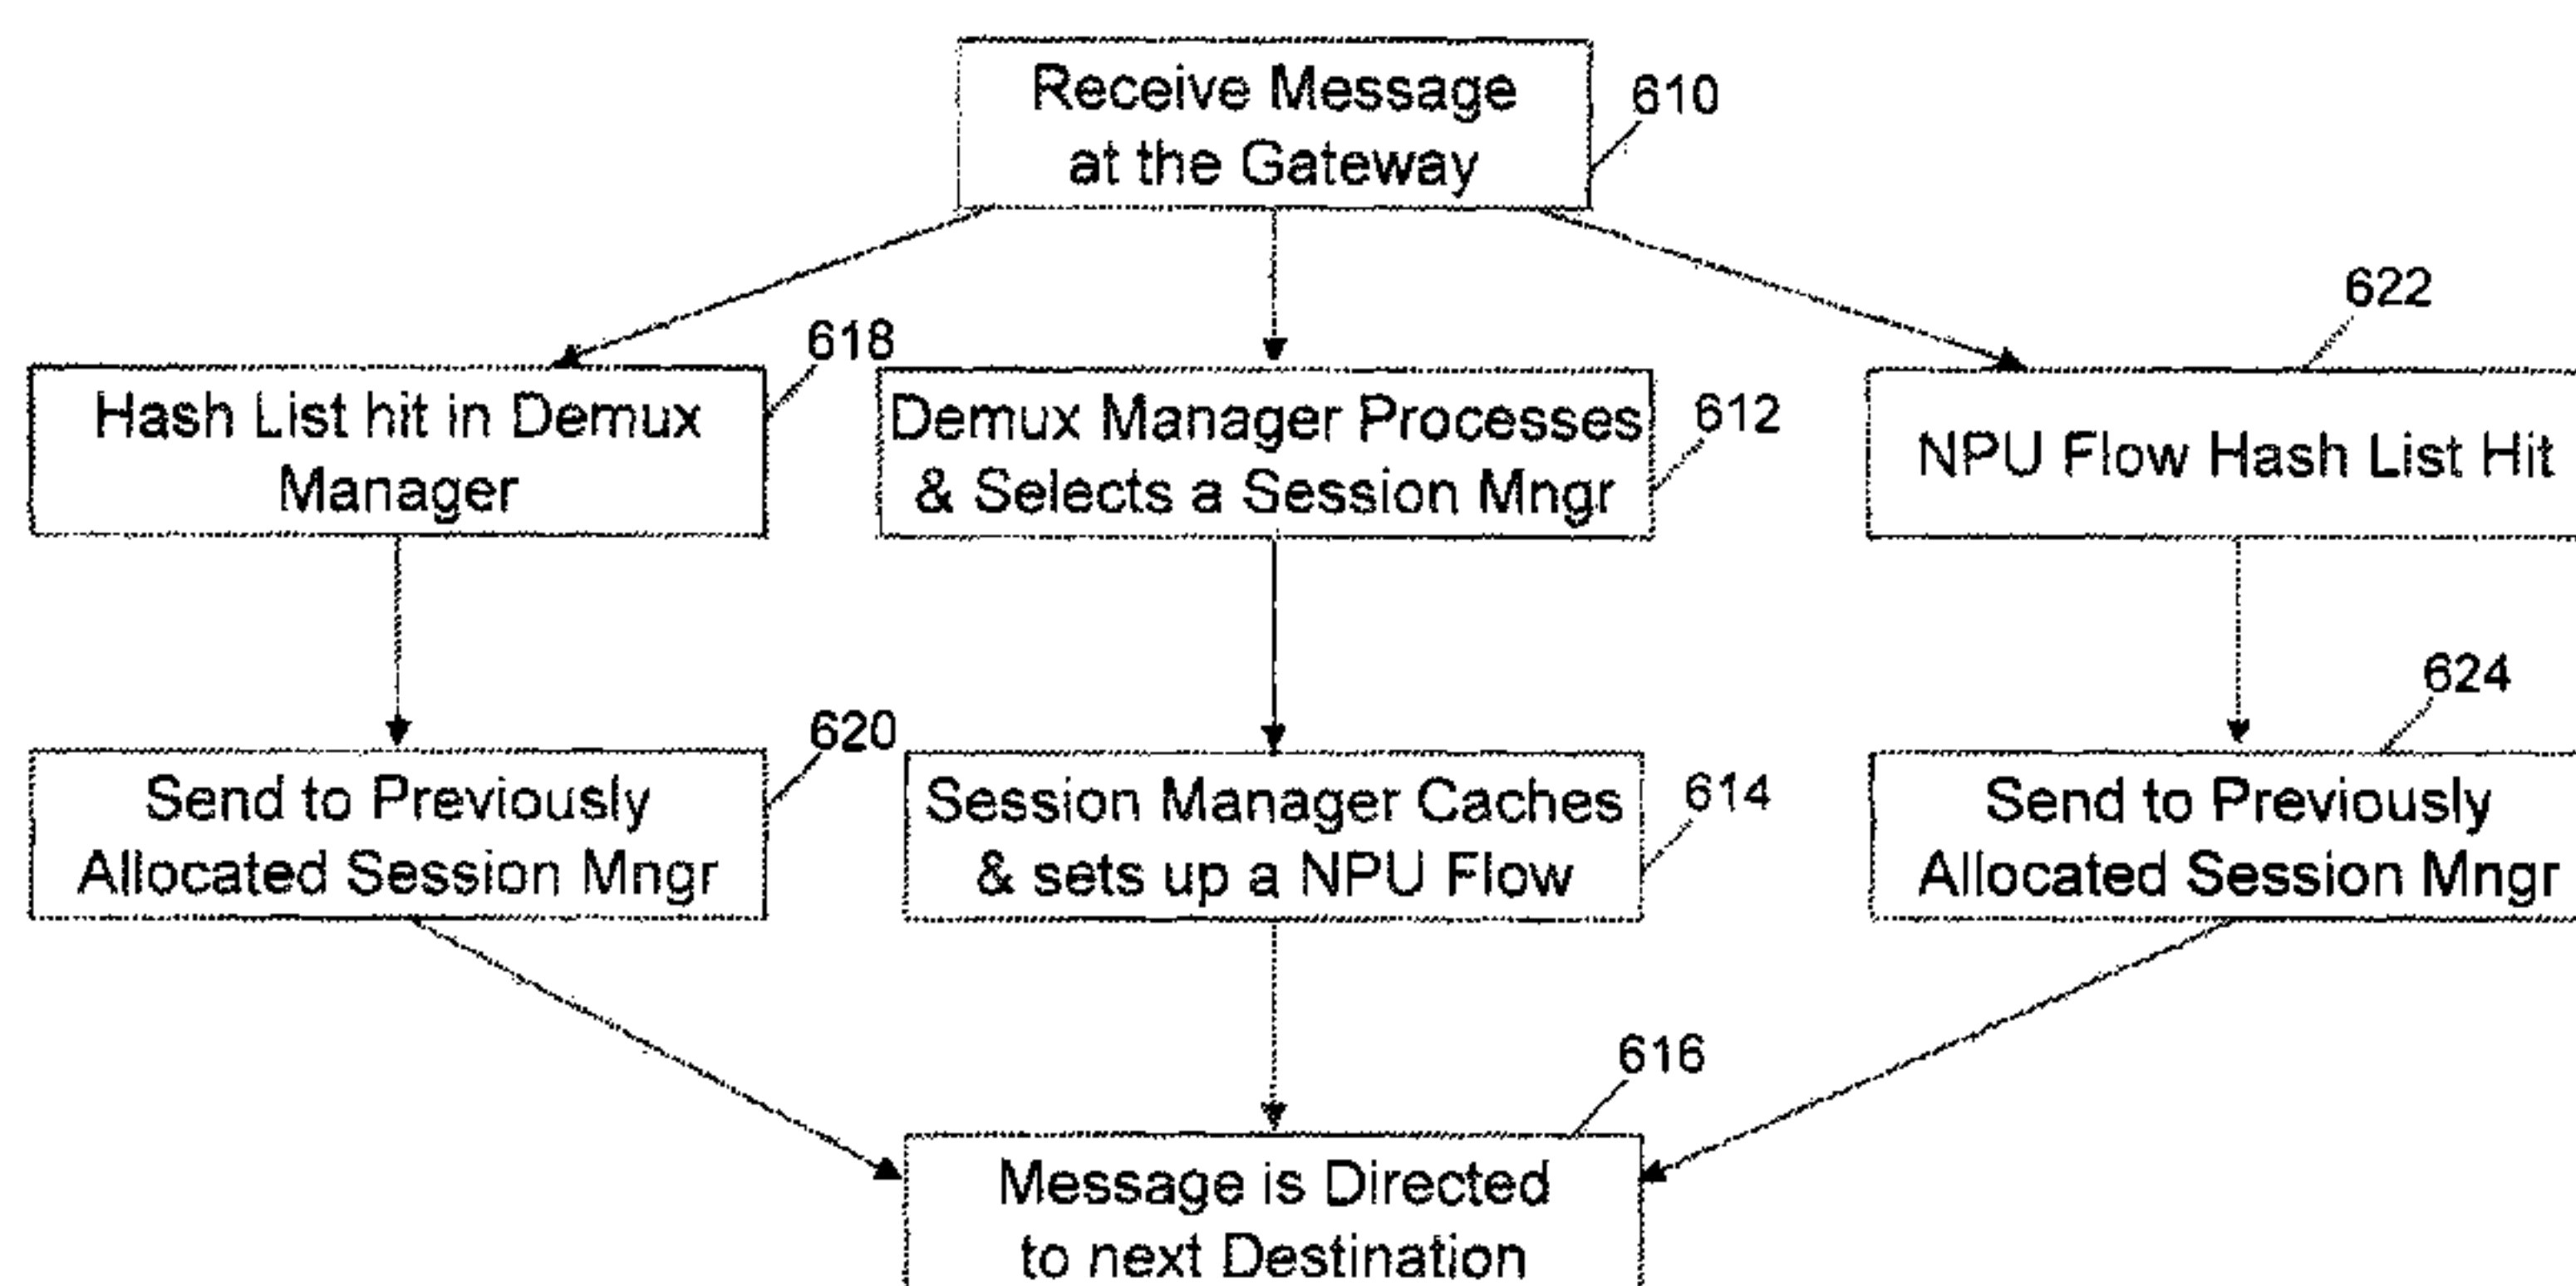 Receive Message
at the Gateway
610
622
618
Hash List hit in Demux
Manager
Demux Manager Processes
& Selects a Session Mngr
612
NPU Flow Hash List Hit
624
620
Send to Previously
Allocated Session Mngr
Session Manager Caches
& sets up a NPU Flow
614
Send to Previously
Allocated Session Mngr
616
Message is Directed
to next Destination